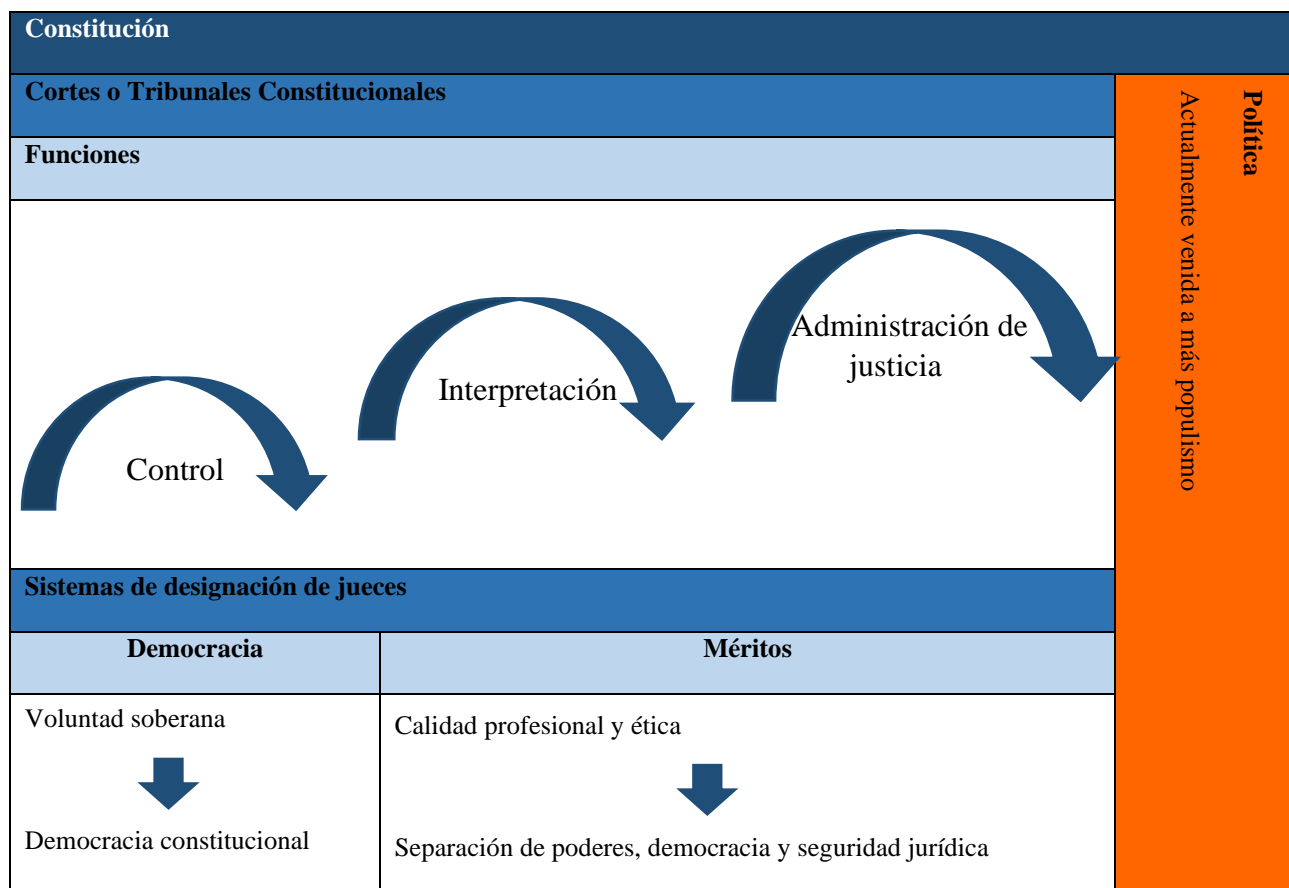 Constitución
Cortes o Tribunales Constitucionales
Funciones
Control
Interpretación
Administración de
justicia
Política
Actualmente venida a más populismo
Sistemas de designación de jueces
Democracia
Méritos
Voluntad soberana
Democracia constitucional
Calidad profesional y ética
Separación de poderes, democracia y seguridad jurídica